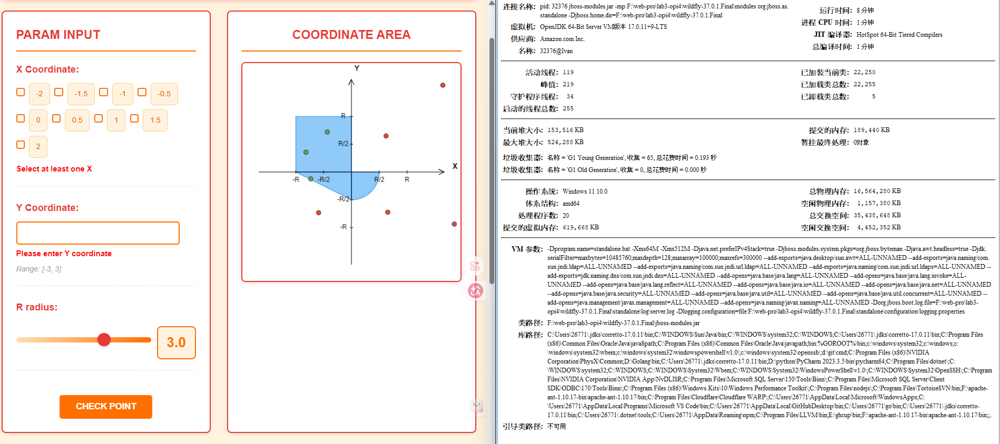 PARAM INPUT
X Coordinate:
-2
-1.5
-1
-0.5
0
0.5
1
1.5
2
Select at least one X
Y Coordinate:
Please enter Y coordinate
Range: [-3, 3]
R radius:
3.0
CHECK POINT
COORDINATE AREA
Y
R
R/2
X
-R
-R/2
R/2
R
-R/2
-R
连接名称: pid: 32376 jboss-modules.jar -mp F:\web-pro\lab3-opi4\wildfly-37.0.1.Final\modules org.jboss.as.
standalone -Djboss.home.dir=F:\web-pro\lab3-opi4\wildfly-37.0.1.Final
虚拟机: OpenJDK 64-Bit Server VM版本 17.0.11+9-LTS
供应商: Amazon.com Inc.
名称: 32376@Ivan
运行时间: 8 分钟
进程 CPU 时间: 1 分钟
JIT 编译器: HotSpot 64-Bit Tiered Compilers
总编译时间: 1 分钟
活动线程: 119
峰值: 219
守护程序线程: 34
启动的线程总数: 255
已加装当前类: 22,250
已加载类总数: 22,255
已卸载类总数: 5
当前堆大小: 153,516 KB
最大堆大小: 524,288 KB
提交的内存: 189,440 KB
暂挂最终处理: 0对象
垃圾收集器: 名称 = 'G1 Young Generation', 收集 = 65, 总花费时间 = 0.193 秒
垃圾收集器: 名称 = 'G1 Old Generation', 收集 = 0, 总花费时间 = 0.000 秒
操作系统: Windows 11 10.0
体系结构: amd64
处理程序数: 20
提交的虚拟内存: 619,668 KB
总物理内存: 16,564,280 KB
空闲物理内存: 1,157,380 KB
总交换空间: 35,438,648 KB
空闲交换空间: 4,452,352 KB
VM 参数: -Dprogram.name=standalone.bat -Xms64M -Xmx512M -Djava.net.preferIPv4Stack=true -Djboss.modules.system.pkgs=org.jboss.byteman -Djava.awt.headless=true -Djdk.
serialFilter=maxbytes=10485760;maxdepth=128;maxarray=100000;maxrefs=300000 --add-exports=java.desktop/sun.awt=ALL-UNNAMED --add-exports=java.naming/com.
sun.jndi.ldap=ALL-UNNAMED --add-exports=java.naming/com.sun.jndi.url.ldap=ALL-UNNAMED --add-exports=java.naming/com.sun.jndi.url.ldaps=ALL-UNNAMED --
add-exports=jdk.naming.dns/com.sun.jndi.dns=ALL-UNNAMED --add-opens=java.base/java.lang=ALL-UNNAMED --add-opens=java.base/java.lang.invoke=ALL-
UNNAMED --add-opens=java.base/java.lang.reflect=ALL-UNNAMED --add-opens=java.base/java.io=ALL-UNNAMED --add-opens=java.base/java.net=ALL-UNNAMED
--add-opens=java.base/java.security=ALL-UNNAMED --add-opens=java.base/java.util=ALL-UNNAMED --add-opens=java.base/java.util.concurrent=ALL-UNNAMED --
add-opens=java.management/javax.management=ALL-UNNAMED --add-opens=java.naming/javax.naming=ALL-UNNAMED -Dorg.jboss.boot.log.file=F:\web-pro\lab3-
opi4\wildfly-37.0.1.Final\standalone\log\server.log -Dlogging.configuration=file:F:\web-pro\lab3-opi4\wildfly-37.0.1.Final\standalone\configuration/logging.properties
类路径: F:\web-pro\lab3-opi4\wildfly-37.0.1.Final\jboss-modules.jar
库路径: C:\Users\26771\.jdks\corretto-17.0.11\bin;C:\WINDOWS\Sun\Java\bin;C:\WINDOWS\system32;C:\WINDOWS;C:\Users\26771\.jdks\corretto-17.0.11\bin;C:\Program Files
(x86)\Common Files\Oracle\Java\java8path;C:\Program Files (x86)\Common Files\Oracle\Java\javapath;bin:%GOROOT%\bin;c:\windows\system32;c:\windows;c:
\windows\system32\wbem;c:\windows\system32\windowspowershell\v1.0\;c:\windows\system32\openssh\;d:\git\cmd;C:\Program Files (x86)\NVIDIA
Corporation\PhysX\Common;D:\Golang\bin;C:\Users\26771\.jdks\corretto-17.0.11\bin;D:\python\PyCharm 2023.3.5\bin\pycharm64;C:\Program Files\dotnet\;C:
\WINDOWS\system32;C:\WINDOWS;C:\WINDOWS\System32\Wbem;C:\WINDOWS\System32\WindowsPowerShell\v1.0\;C:\WINDOWS\System32\OpenSSH\;C:\Program
Files\NVIDIA Corporation\NVIDIA App\NvDLISR;C:\Program Files\Microsoft SQL Server\150\Tools\Binn\;C:\Program Files\Microsoft SQL Server\Client
SDK\ODBC\170\Tools\Binn\;C:\Program Files (x86)\Windows Kits\10\Windows Performance Toolkit\;C:\Program Files\nodejs\;C:\Program Files\TortoiseSVN\bin;F:\apache-
ant-1.10.17-bin\apache-ant-1.10.17\bin;C:\Program Files\Cloudflare\Cloudflare WARP\;C:\Users\26771\AppData\Local\Microsoft\WindowsApps;C:
\Users\26771\AppData\Local\Programs\Microsoft VS Code\bin;C:\Users\26771\AppData\Local\GitHubDesktop\bin;C:\Users\26771\go\bin;C:\Users\26771\.jdks\corretto-
17.0.11\bin;C:\Users\26771\.dotnet\tools;C:\Users\26771\AppData\Roaming\npm;C:\Program Files\LLVM\bin;E:\ghcup\bin;F:\apache-ant-1.10.17-bin\apache-ant-1.10.17\bin;;.
引导类路径: 不可用